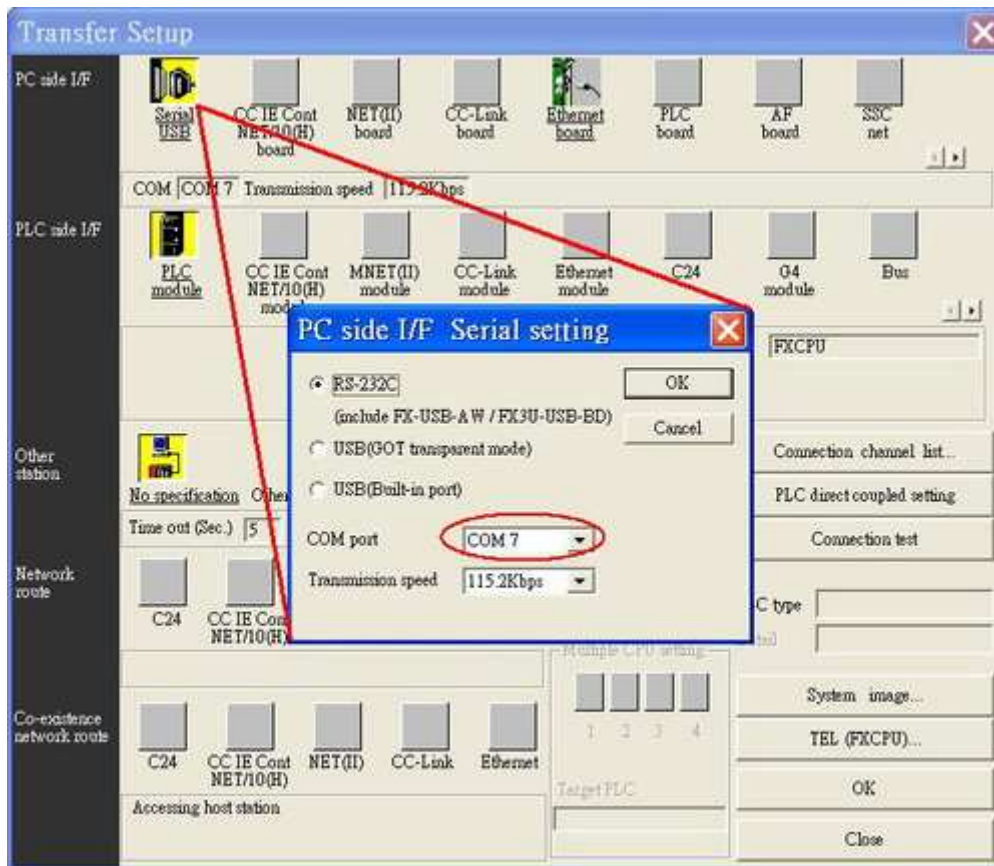 Transfer Setup
PC side I/F
Serial USB
CC IE Cont NET/10(H) board
NET(II) board
CC-Link board
Ethernet board
PLC board
AF board
SSC net
COM COM 7 Transmission speed 115.2Kbps
PLC side I/F
PLC module
CC IE Cont NET/10(H)
MNET(II) module
CC-Link module
Ethernet module
C24
G4 module
Bus
PC side I/F Serial setting
RS-232C
(include FX-USB-AW / FX3U-USB-BD)
USB(GOT transparent mode)
USB(Built-in port)
COM port COM 7
Transmission speed 115.2Kbps
OK
Cancel
FXCPU
Other station
No specification
Time out (Sec.) 5
Connection channel list...
PLC direct coupled setting
Connection test
C type
Network route
C24
CC IE Con NET/10(H)
Multiple CPU setting
1 2 3 4
Target PLC
System image...
TEL (FXCPU)...
OK
Close
Co-existence network route
C24
CC IE Cont NET/10(H)
NET(II)
CC-Link
Ethernet
Accessing host station